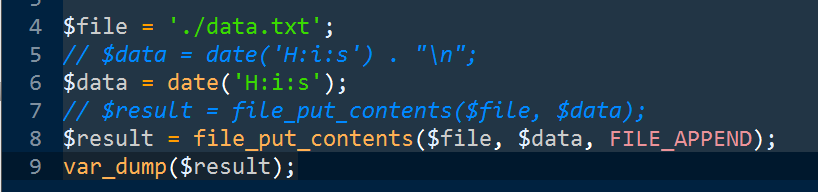 4 $file = './data.txt';
5 // $data = date('H:i:s') . "\n";
6 $data = date('H:i:s');
7 // $result = file_put_contents($file, $data);
8 $result = file_put_contents($file, $data, FILE_APPEND);
9 var_dump($result);